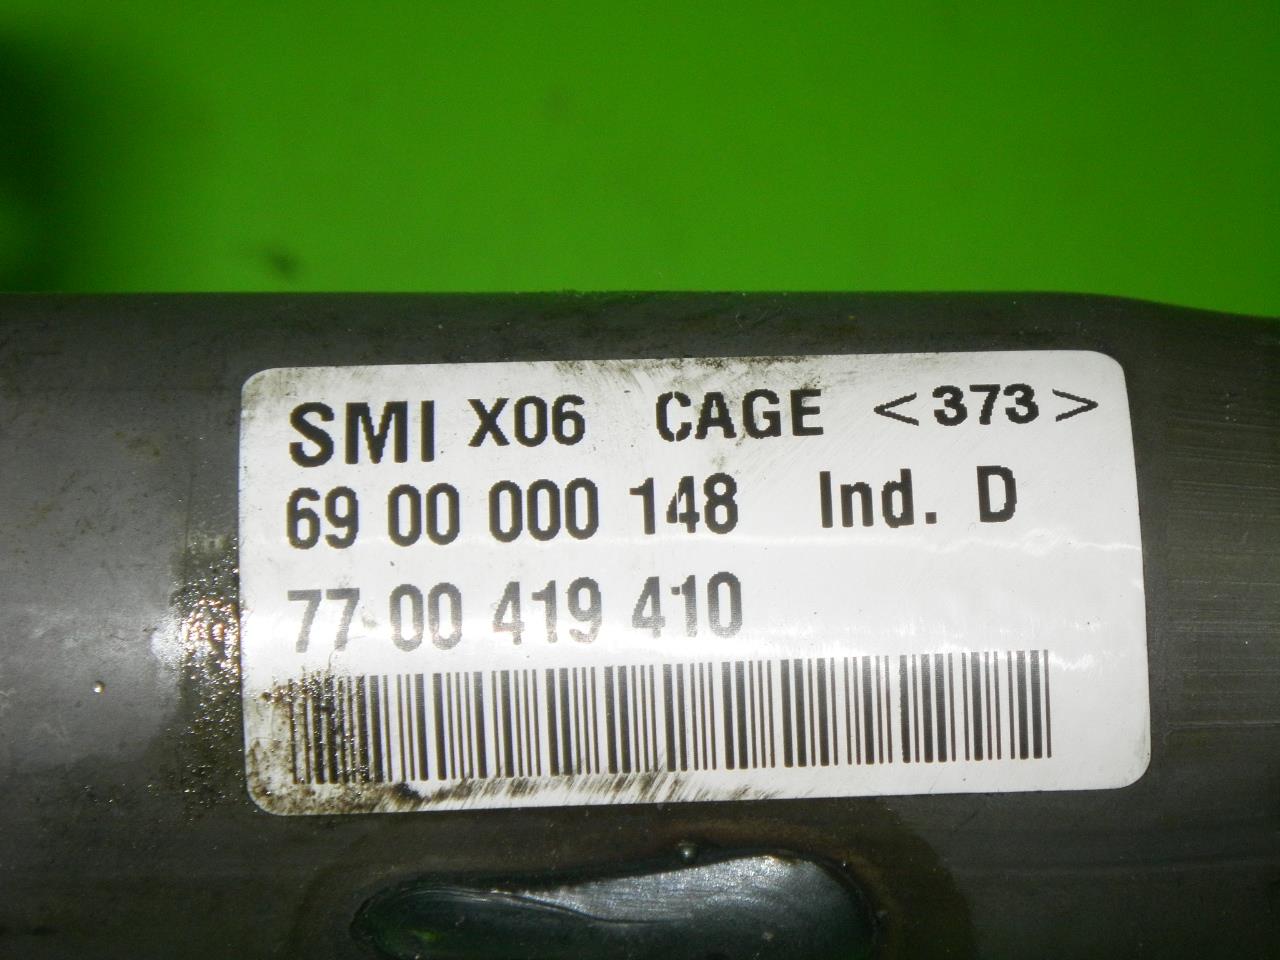 SMI X06 CAGE <373>
69 00 000 148 Ind. D
77 00 419 410